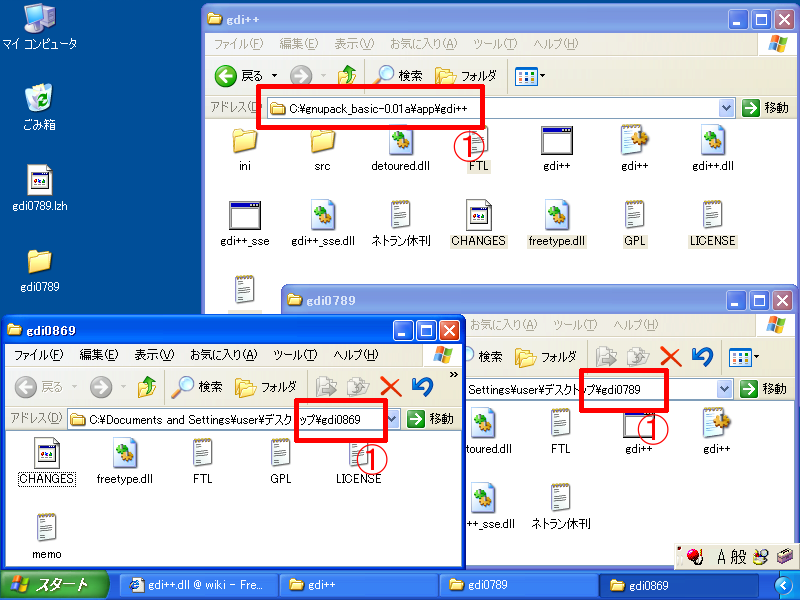 マイ コンピュータ
ごみ箱
gdi0789.lzh
gdi0789
gdi++
ファイル(F) 編集(E) 表示(V) お気に入り(A) ツール(T) ヘルプ(H)
戻る 検索 フォルダ
アドレス(D) C:¥gnupack_basic-0.01a¥app¥gdi++ 移動
①
ini src detoured.dll FTL gdi++ gdi++ gdi++.dll
gdi++_sse gdi++_sse.dll ネトラン休刊 CHANGES freetype.dll GPL LICENSE
gdi0789
お気に入り(A) ツール(T) ヘルプ(H)
検索 フォルダ
Settings¥user¥デスクトップ¥gdi0789 移動
①
toured.dll FTL gdi++ gdi++
++_sse.dll ネトラン休刊
gdi0869
ファイル(F) 編集(E) 表示(V) お気に入り(A) ツール(T) ヘルプ(H) »
戻る 検索 フォルダ »
アドレス(D) C:¥Documents and Settings¥user¥デスクトップ¥gdi0869 移動
①
CHANGES freetype.dll FTL GPL LICENSE
memo
A 般
スタート gdi++.dll @ wiki - Fre... gdi++ gdi0789 gdi0869